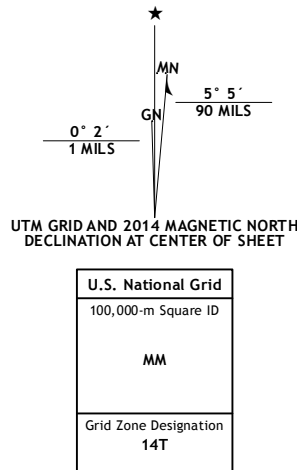 ★
MN
GN
5° 5´
90 MILS
0° 2´
1 MILS
UTM GRID AND 2014 MAGNETIC NORTH
DECLINATION AT CENTER OF SHEET
U.S. National Grid
100,000-m Square ID
MM
Grid Zone Designation
14T